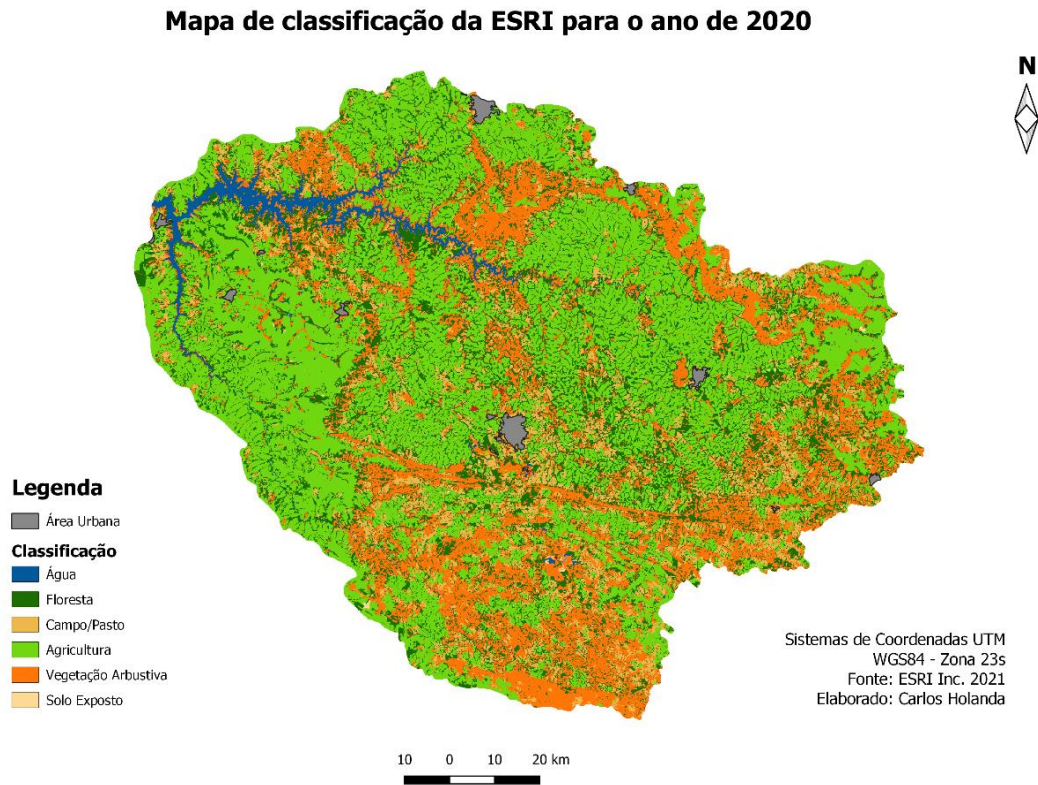 Mapa de classificação da ESRI para o ano de 2020
N
Legenda
Área Urbana
Classificação
Água
Floresta
Campo/Pasto
Agricultura
Vegetação Arbustiva
Solo Exposto
Sistemas de Coordenadas UTM
WGS84 - Zona 23s
Fonte: ESRI Inc. 2021
Elaborado: Carlos Holanda
10 0 10 20 km